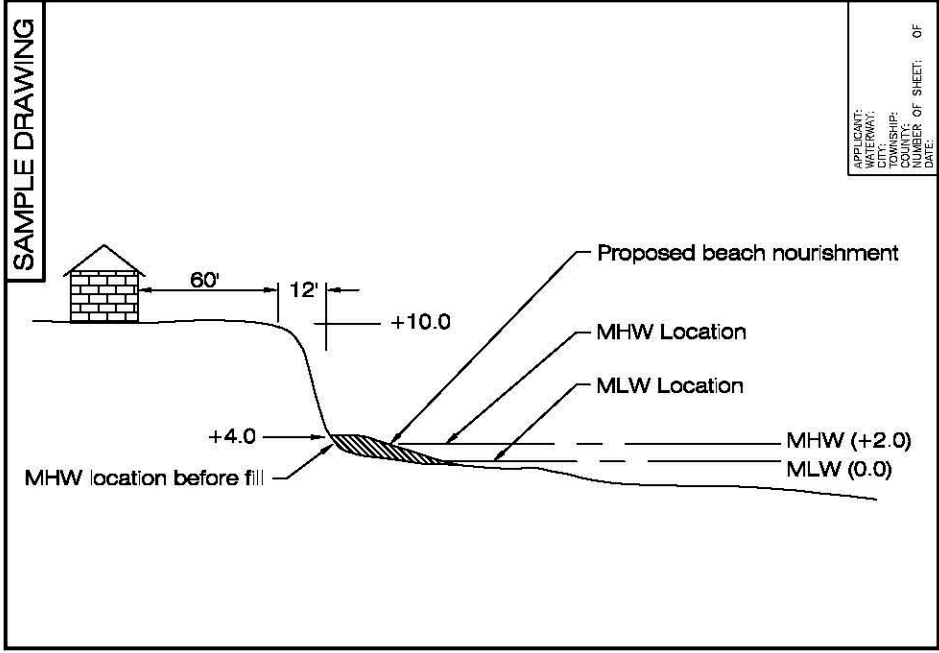 SAMPLE DRAWING
APPLICANT:
WATERWAY:
CITY:
TOWNSHIP:
COUNTY:
NUMBER OF SHEET: OF
DATE:
Proposed beach nourishment
60'
12'
+10.0
MHW Location
MLW Location
+4.0
MHW (+2.0)
MLW (0.0)
MHW location before fill